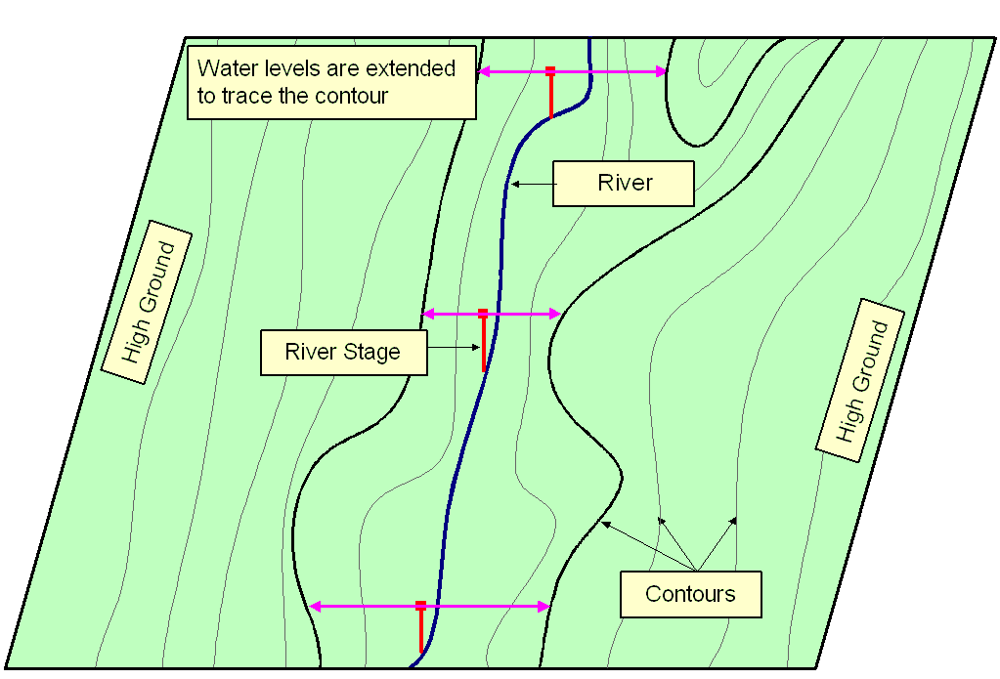 Water levels are extended
to trace the contour
River
High Ground
River Stage
High Ground
Contours